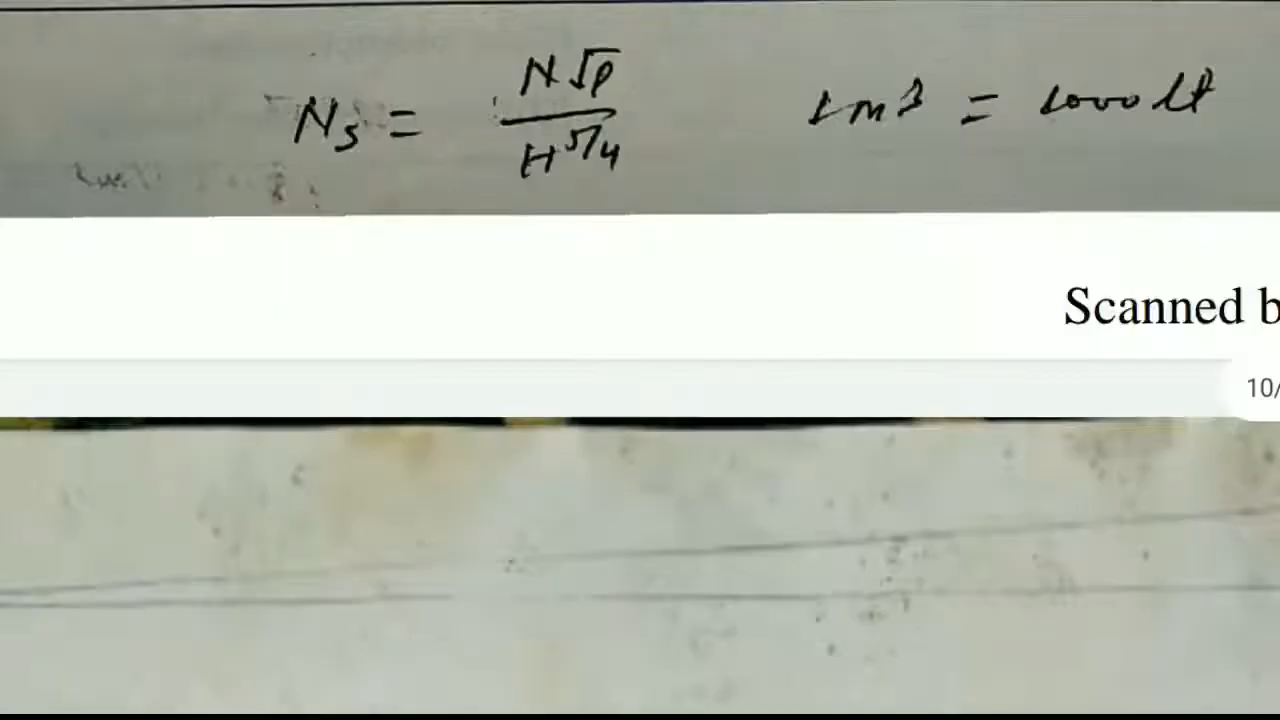 Ns = N√P / H^5/4    1m3 = 1000 lt
Scanned b
10/